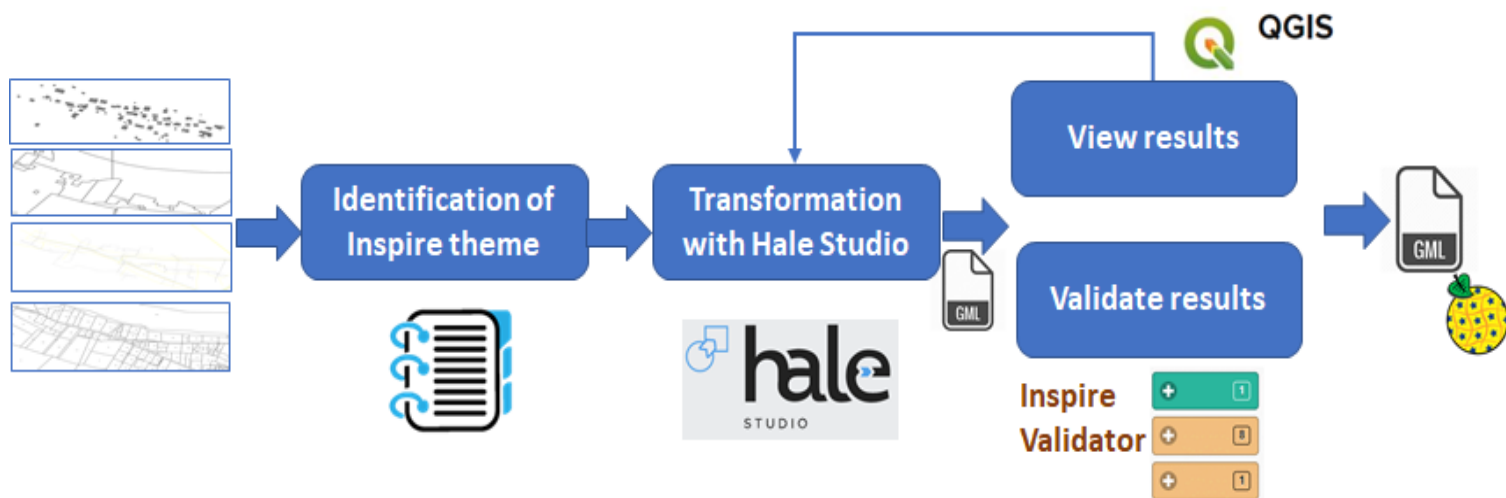 QGIS
View results
Identification of
Inspire theme
Transformation
with Hale Studio
GML
GML
Validate results
hale
STUDIO
Inspire
Validator
1
8
1